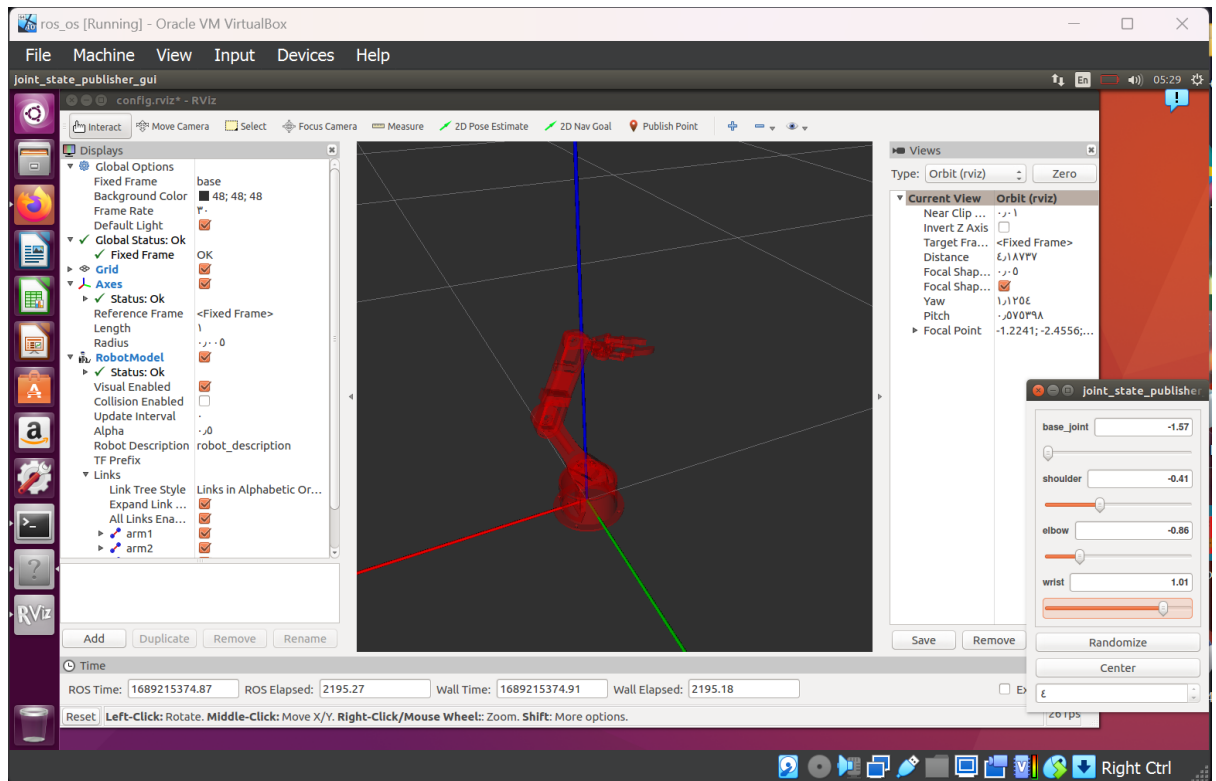 ros_os [Running] - Oracle VM VirtualBox
File Machine View Input Devices Help
joint_state_publisher_gui En 05:29
config.rviz* - RViz
Interact Move Camera Select Focus Camera Measure 2D Pose Estimate 2D Nav Goal Publish Point
Displays
Global Options
Fixed Frame base
Background Color 48; 48; 48
Frame Rate ٣٠
Default Light
Global Status: Ok
Fixed Frame OK
Grid
Axes
Status: Ok
Reference Frame <Fixed Frame>
Length ١
Radius ٠٫٠٥
RobotModel
Status: Ok
Visual Enabled
Collision Enabled
Update Interval ٠
Alpha ٠٫٥
Robot Description robot_description
TF Prefix
Links
Link Tree Style Links in Alphabetic Or...
Expand Link ...
All Links Ena...
arm1
arm2
Add Duplicate Remove Rename
Views
Type: Orbit (rviz) Zero
Current View Orbit (rviz)
Near Clip ... ٠٫٠١
Invert Z Axis
Target Fra... <Fixed Frame>
Distance ٤٫١٨٧٣٧
Focal Shap... ٠٫٠٥
Focal Shap...
Yaw ١٫١٢٥٤
Pitch ٠٫٥٧٥٣٩٨
Focal Point -1.2241; -2.4556;...
Save Remove
joint_state_publisher
base_joint -1.57
shoulder -0.41
elbow -0.86
wrist 1.01
Randomize
Center
٤
Time
ROS Time: 1689215374.87 ROS Elapsed: 2195.27 Wall Time: 1689215374.91 Wall Elapsed: 2195.18 Ex
Reset Left-Click: Rotate. Middle-Click: Move X/Y. Right-Click/Mouse Wheel:: Zoom. Shift: More options.
RViz
a
Right Ctrl